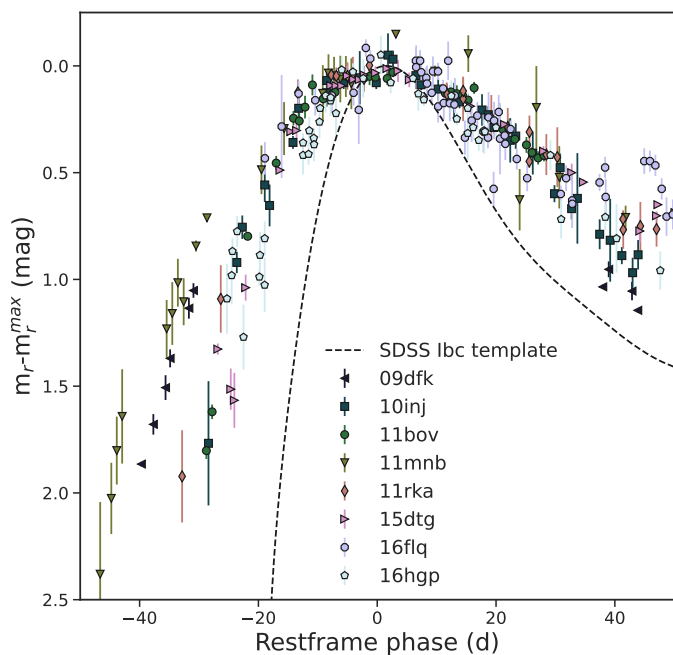 0.0
0.5
1.0
1.5
2.0
2.5
m_r-m_r^{max} (mag)
SDSS Ibc template
09dfk
10inj
11bov
11mnb
11rka
15dtg
16flq
16hgp
−40
−20
0
20
40
Restframe phase (d)